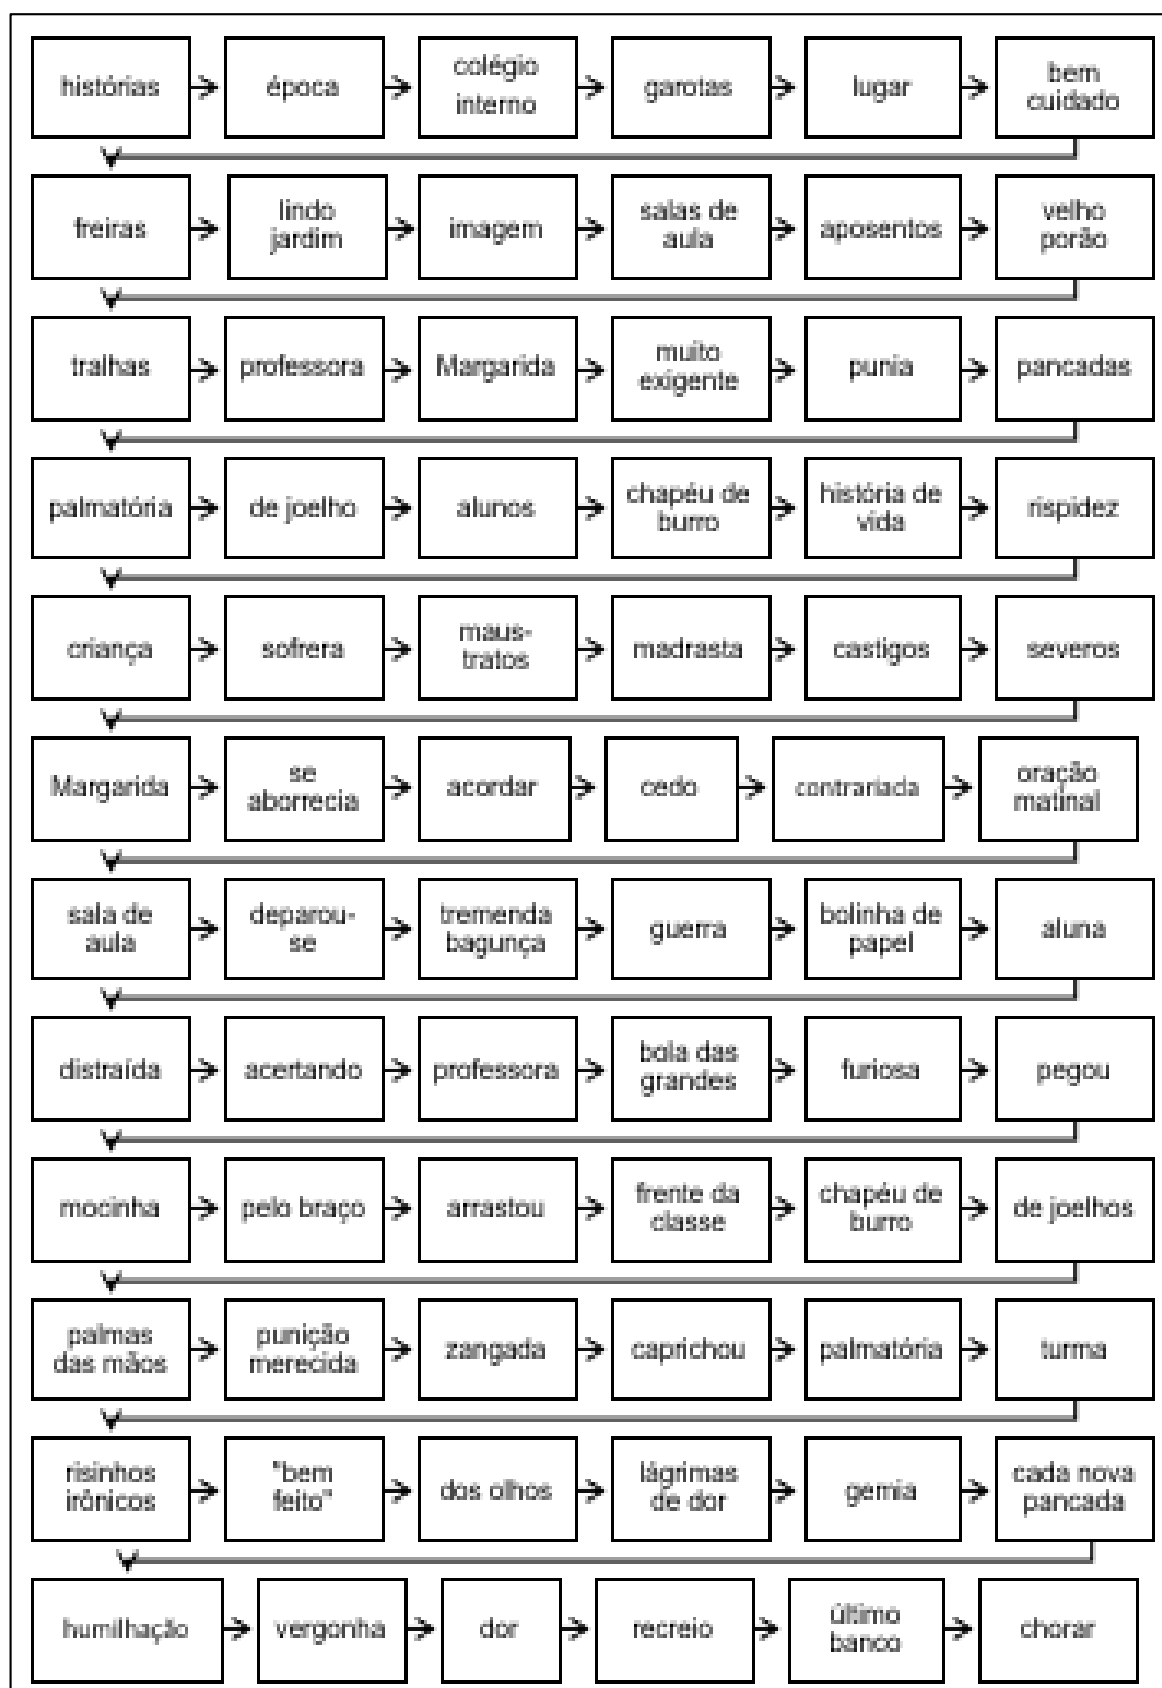 histórias
época
colégio
interno
garotas
lugar
bem
cuidado
freiras
lindo
jardim
imagem
salas de
aula
aposentos
velho
porão
tralhas
professora
Margarida
muito
exigente
punia
pancadas
palmatória
de joelho
alunos
chapéu de
burro
história de
vida
rispidez
criança
sofrera
maus-
tratos
madrasta
castigos
severos
Margarida
se
aborrecia
acordar
cedo
contrariada
oração
matinal
sala de
aula
deparou-
se
tremenda
bagunça
guerra
bolinha de
papel
aluna
distraída
acertando
professora
bola das
grandes
furiosa
pegou
mocinha
pelo braço
arrastou
frente da
classe
chapéu de
burro
de joelhos
palmas
das mãos
punição
merecida
zangada
caprichou
palmatória
turma
risinhos
irônicos
"bem
feito"
dos olhos
lágrimas
de dor
gemia
cada nova
pancada
humilhação
vergonha
dor
recreio
último
banco
chorar